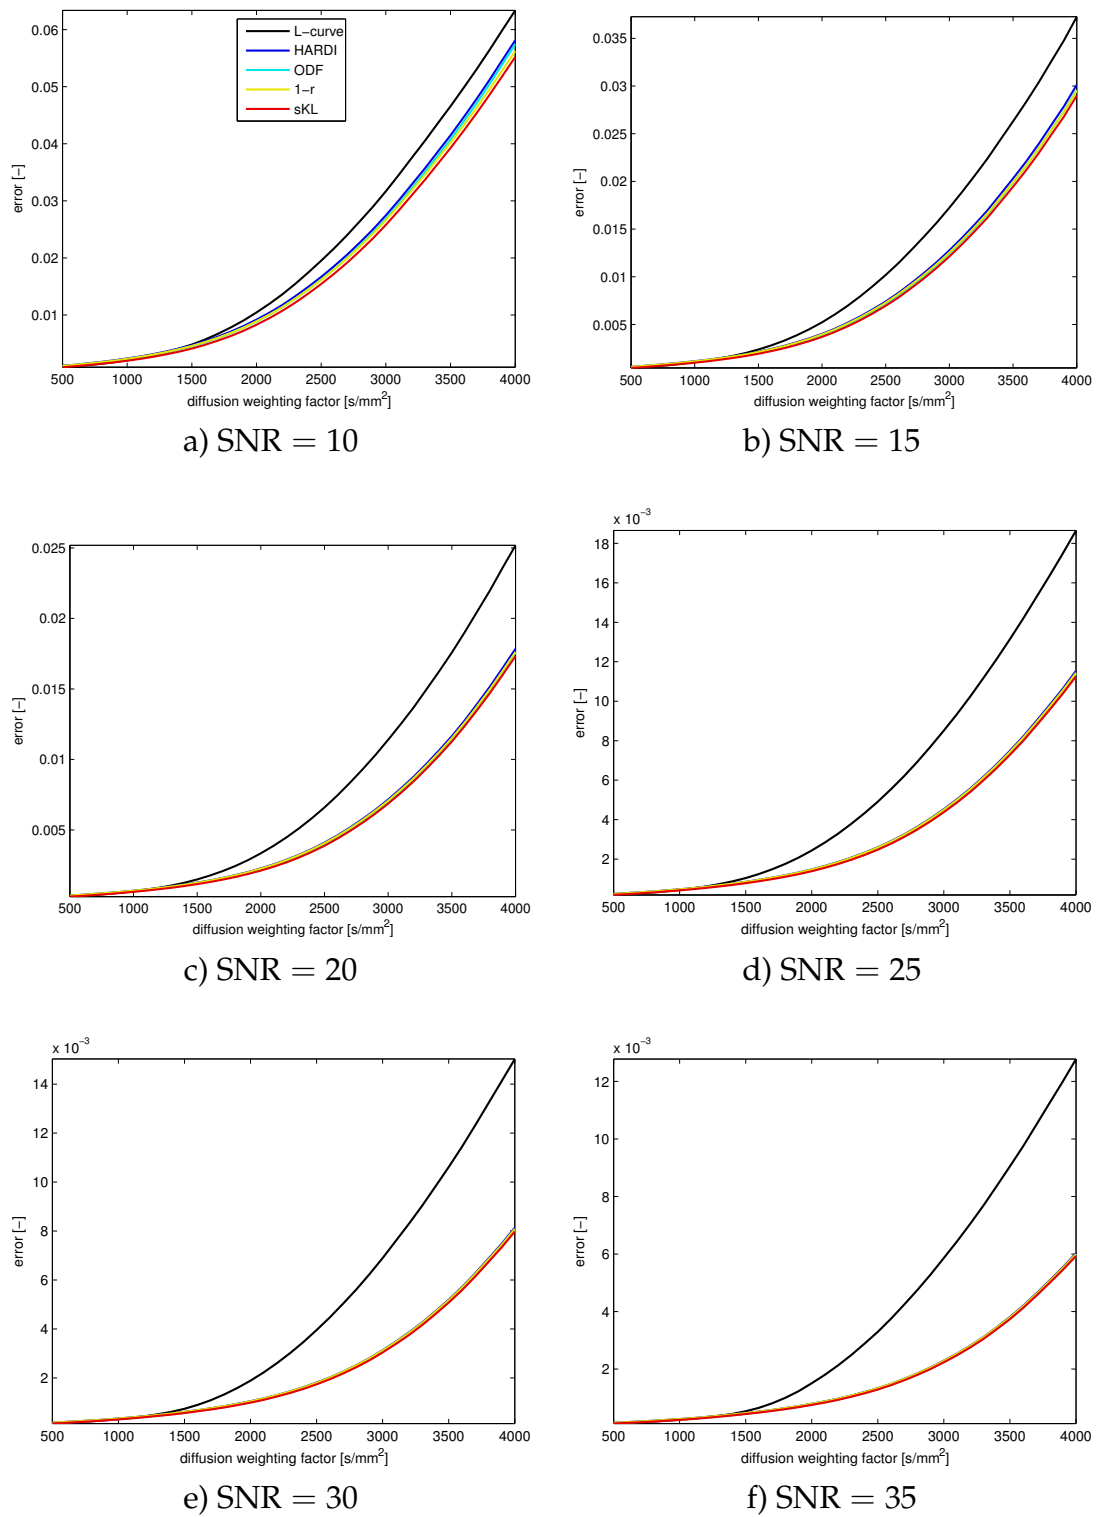 0.06
0.05
0.04
0.03
0.02
0.01
error [−]
L−curve
HARDI
ODF
1−r
sKL
500 1000 1500 2000 2500 3000 3500 4000
diffusion weighting factor [s/mm²]
a) SNR = 10
0.035
0.03
0.025
0.02
0.015
0.01
0.005
error [−]
500 1000 1500 2000 2500 3000 3500 4000
diffusion weighting factor [s/mm²]
b) SNR = 15
0.025
0.02
0.015
0.01
0.005
error [−]
500 1000 1500 2000 2500 3000 3500 4000
diffusion weighting factor [s/mm²]
c) SNR = 20
x 10⁻³
18
16
14
12
10
8
6
4
2
error [−]
500 1000 1500 2000 2500 3000 3500 4000
diffusion weighting factor [s/mm²]
d) SNR = 25
x 10⁻³
14
12
10
8
6
4
2
error [−]
500 1000 1500 2000 2500 3000 3500 4000
diffusion weighting factor [s/mm²]
e) SNR = 30
x 10⁻³
12
10
8
6
4
2
error [−]
500 1000 1500 2000 2500 3000 3500 4000
diffusion weighting factor [s/mm²]
f) SNR = 35